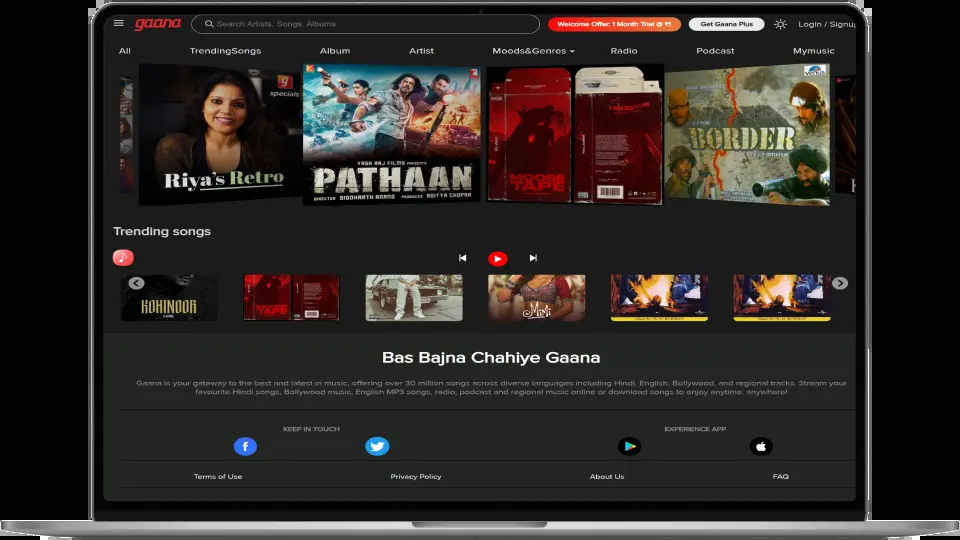 gaana
Search Artists, Songs, Albums
Welcome Offer: 1 Month Trial @ ₹1
Get Gaana Plus
Login / Signup
All
TrendingSongs
Album
Artist
Moods&Genres
Radio
Podcast
Mymusic
specials
Riya's Retro
YASH RAJ FILMS PRESENTS
PATHAAN
DIRECTOR SIDDHARTH ANAND PRODUCER ADITYA CHOPRA
MOOSE
TAPE
BORDER
Trending songs
KOHINOOR
MOOSE
TAPE
Bas Bajna Chahiye Gaana
Gaana is your gateway to the best and latest in music, offering over 30 million songs across diverse languages including Hindi, English, Bollywood, and regional tracks. Stream your
favourite Hindi songs, Bollywood music, English MP3 songs, radio, podcast and regional music online or download songs to enjoy anytime, anywhere!
KEEP IN TOUCH
EXPERIENCE APP
Terms of Use
Privacy Policy
About Us
FAQ